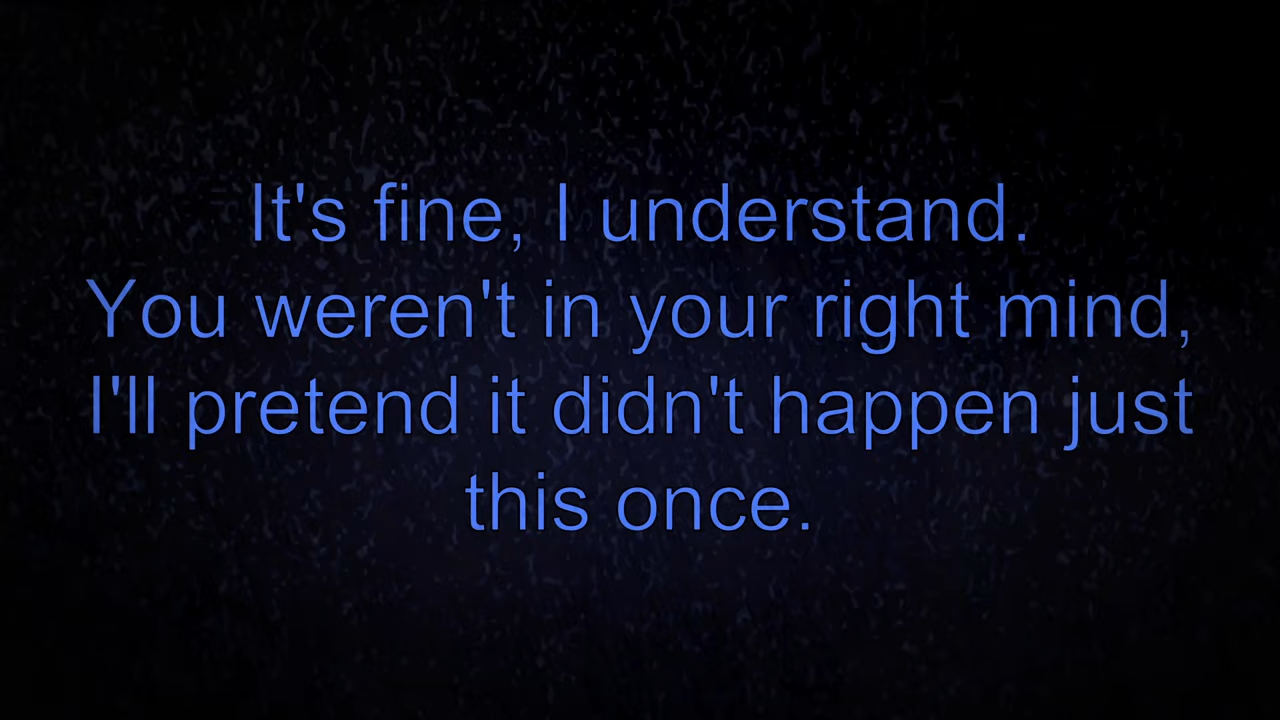 It's fine, I understand.
You weren't in your right mind,
I'll pretend it didn't happen just
this once.